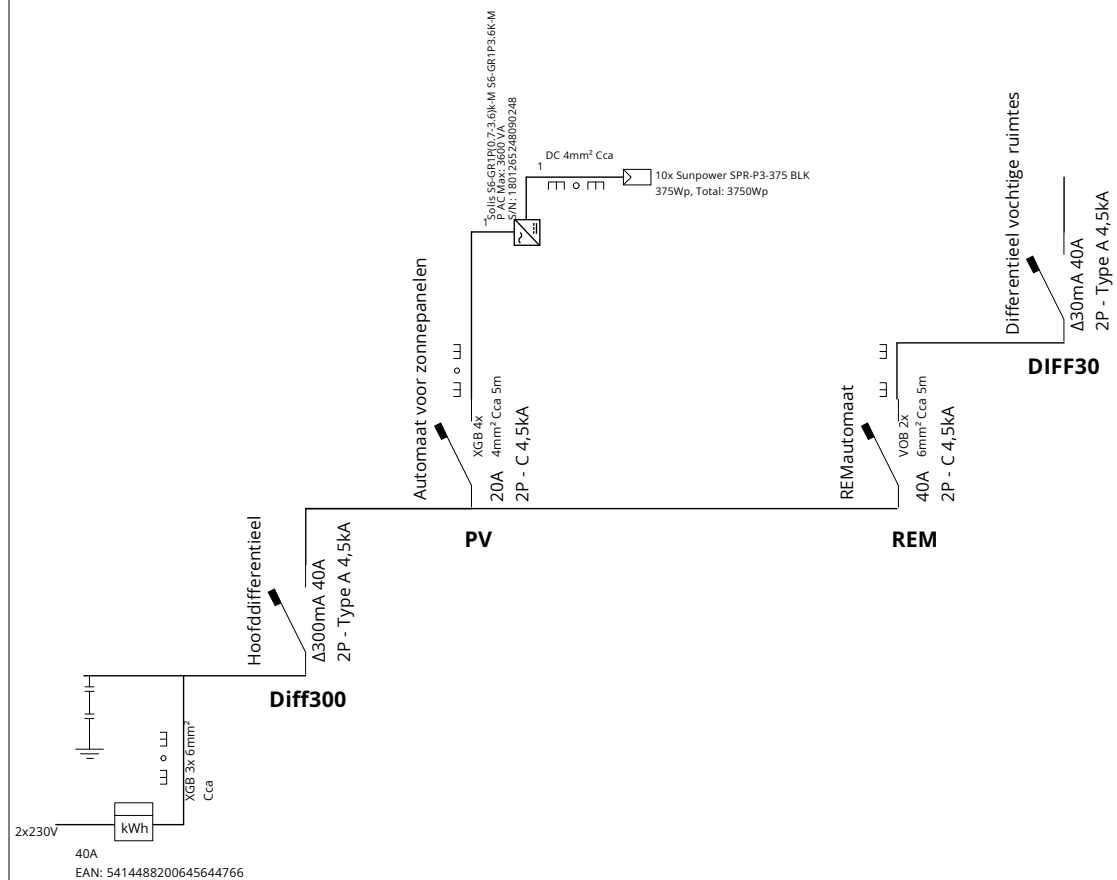 Solis S6-GR1P(0.7-3.6)k-M S6-GR1P3.6K-M
P AC Max: 3600 VA
S/N: 1801265248090248
1
DC 4mm² Cca
1
10x Sunpower SPR-P3-375 BLK
375Wp, Total: 3750Wp
Differentieel vochtige ruimtes
Δ30mA 40A
2P - Type A 4,5kA
DIFF30
Automaat voor zonnepanelen
XGB 4x
4mm² Cca 5m
20A
2P - C 4,5kA
PV
REMautomaat
VOB 2x
6mm² Cca 5m
40A
2P - C 4,5kA
REM
Hoofddifferentieel
Δ300mA 40A
2P - Type A 4,5kA
Diff300
XGB 3x 6mm²
Cca
2x230V
kWh
40A
EAN: 5414488200645644766